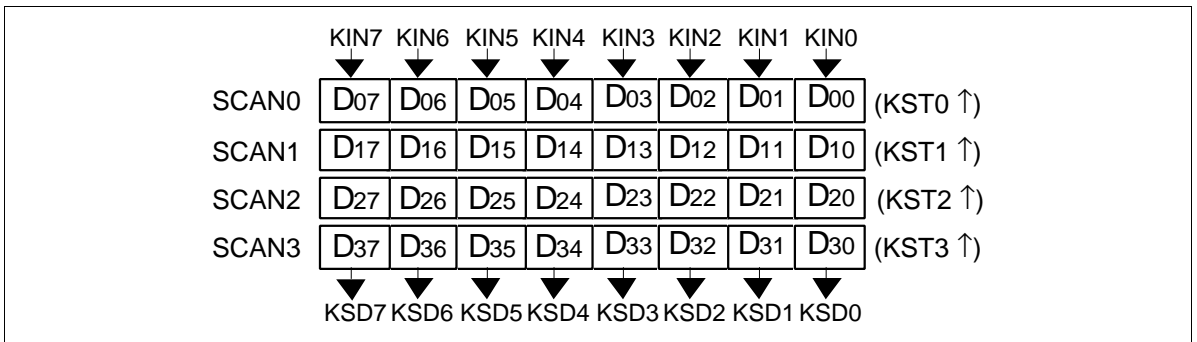 KIN7 KIN6 KIN5 KIN4 KIN3 KIN2 KIN1 KIN0
SCAN0 D07 D06 D05 D04 D03 D02 D01 D00 (KST0 ↑)
SCAN1 D17 D16 D15 D14 D13 D12 D11 D10 (KST1 ↑)
SCAN2 D27 D26 D25 D24 D23 D22 D21 D20 (KST2 ↑)
SCAN3 D37 D36 D35 D34 D33 D32 D31 D30 (KST3 ↑)
KSD7 KSD6 KSD5 KSD4 KSD3 KSD2 KSD1 KSD0